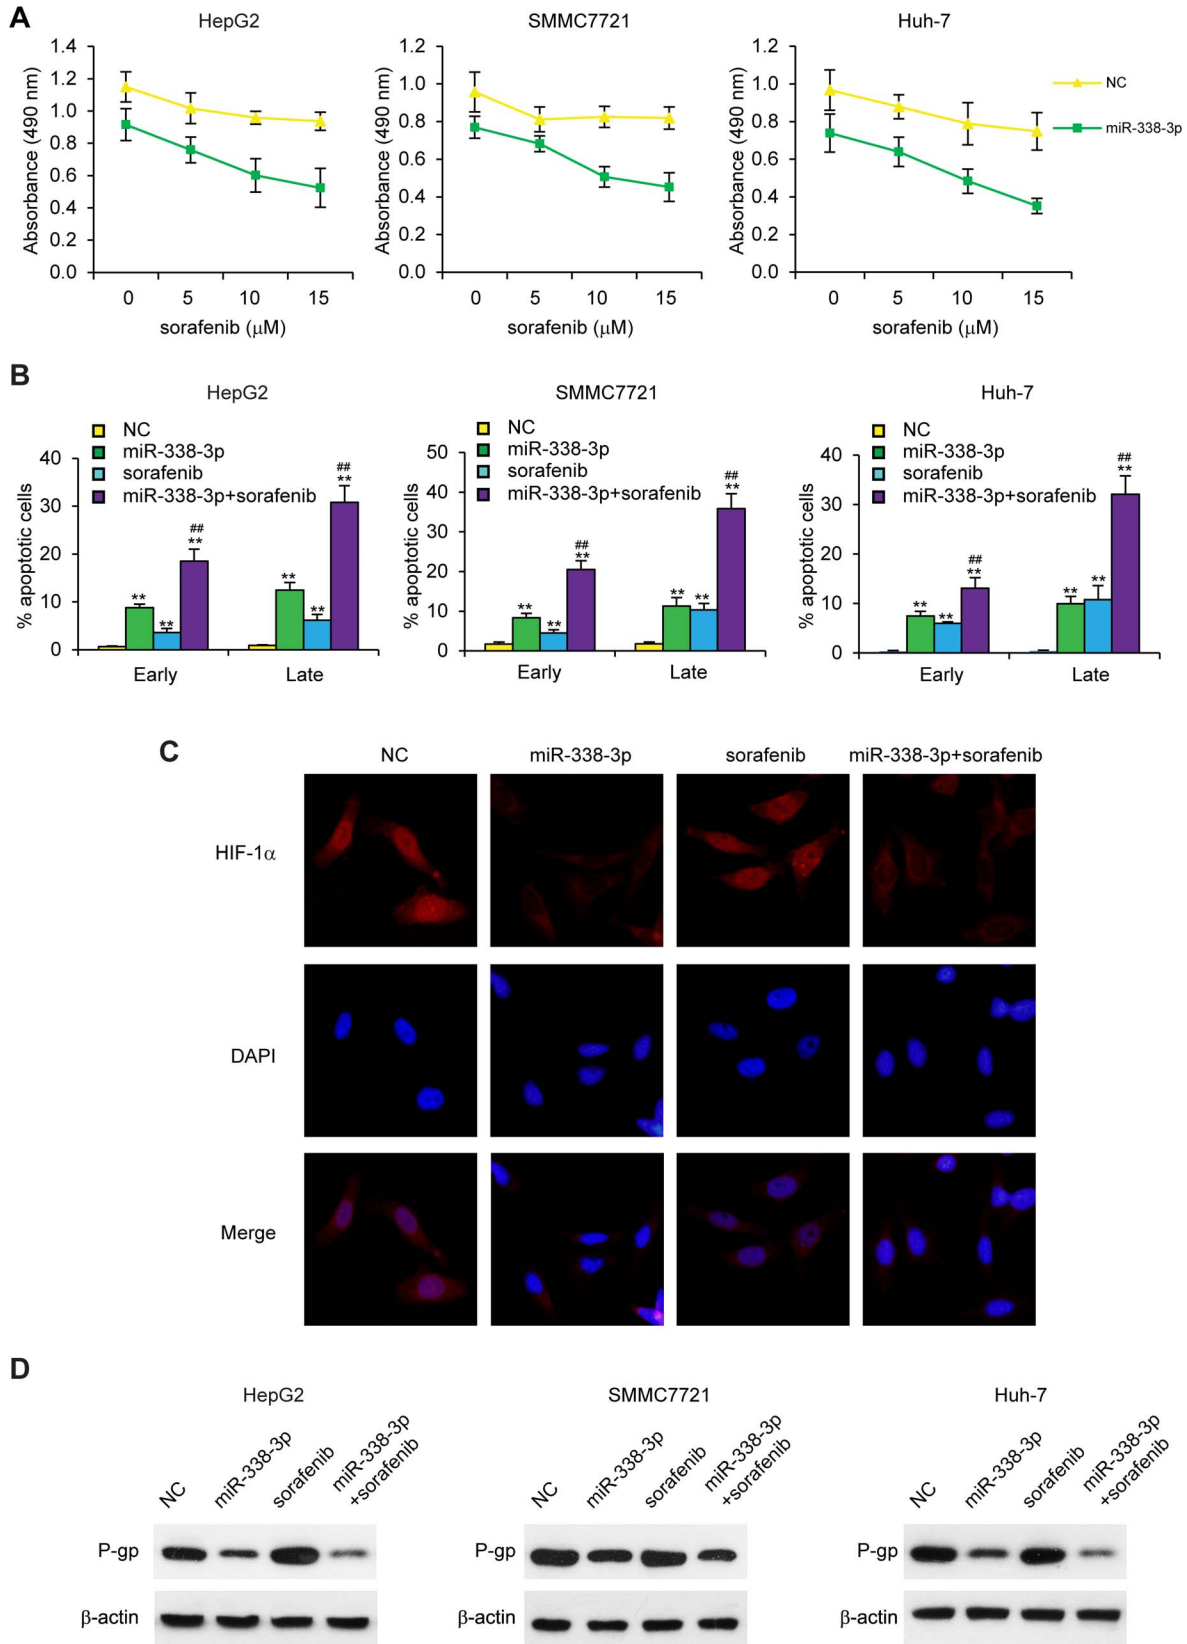 A
HepG2
SMMC7721
Huh-7
Absorbance (490 nm)
1.4
1.2
1.0
0.8
0.6
0.4
0.2
0.0
0 5 10 15
sorafenib (μM)
Absorbance (490 nm)
1.2
1.0
0.8
0.6
0.4
0.2
0.0
0 5 10 15
sorafenib (μM)
Absorbance (490 nm)
1.2
1.0
0.8
0.6
0.4
0.2
0.0
0 5 10 15
sorafenib (μM)
NC
miR-338-3p
B
HepG2
NC
miR-338-3p
sorafenib
miR-338-3p+sorafenib
% apoptotic cells
40
30
20
10
0
** ** ## **
** ** ## **
Early Late
SMMC7721
NC
miR-338-3p
sorafenib
miR-338-3p+sorafenib
% apoptotic cells
50
40
30
20
10
0
** ** ## **
** ** ## **
Early Late
Huh-7
NC
miR-338-3p
sorafenib
miR-338-3p+sorafenib
% apoptotic cells
40
30
20
10
0
** ** ## **
** ** ## **
Early Late
C
NC miR-338-3p sorafenib miR-338-3p+sorafenib
HIF-1α
DAPI
Merge
D
HepG2
NC
miR-338-3p
sorafenib
miR-338-3p
+sorafenib
P-gp
β-actin
SMMC7721
NC
miR-338-3p
sorafenib
miR-338-3p
+sorafenib
P-gp
β-actin
Huh-7
NC
miR-338-3p
sorafenib
miR-338-3p
+sorafenib
P-gp
β-actin